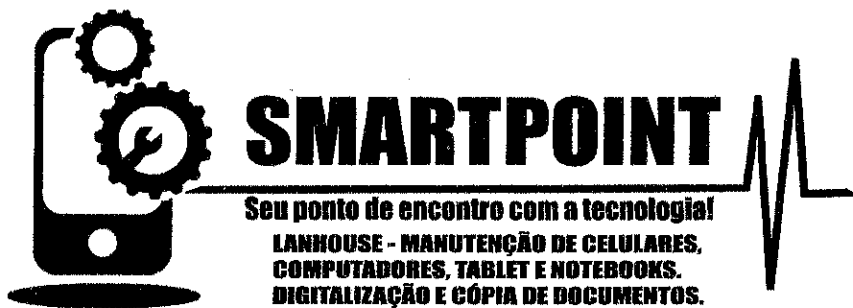 SMARTPOINT
Seu ponto de encontro com a tecnologia!
LANHOUSE - MANUTENÇÃO DE CELULARES,
COMPUTADORES, TABLET E NOTEBOOKS.
DIGITALIZAÇÃO E CÓPIA DE DOCUMENTOS.